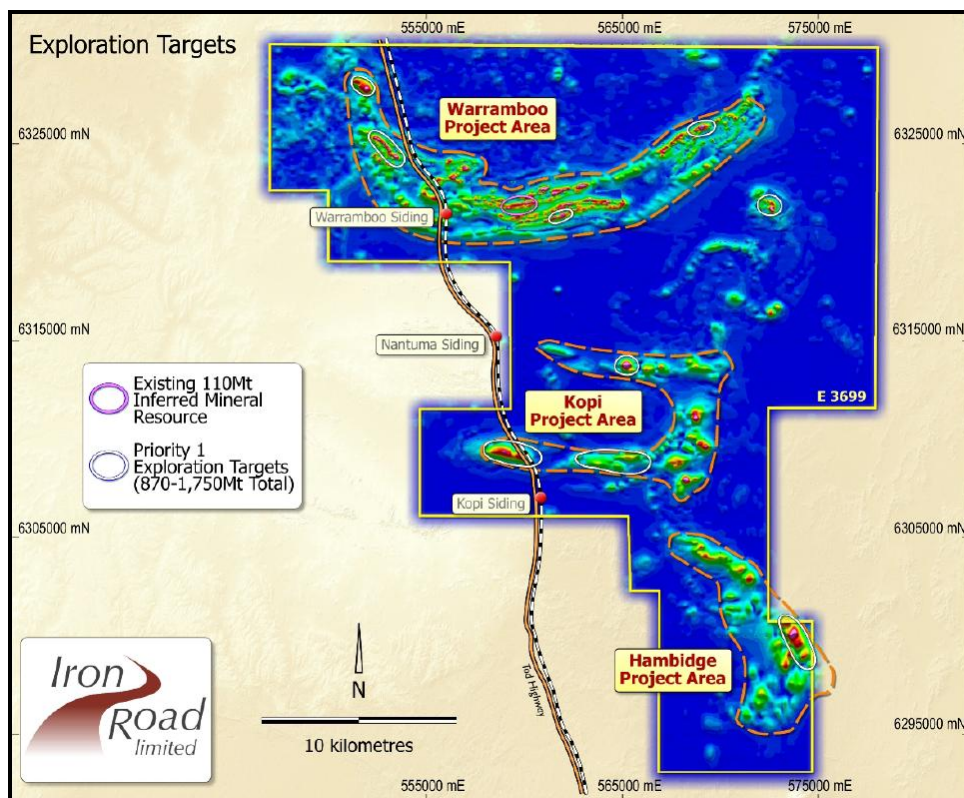 Exploration Targets
555000 mE
565000 mE
575000 mE
Warramboo
Project Area
6325000 mN
6325000 mN
Warramboo Siding
Nantuma Siding
6315000 mN
6315000 mN
Existing 110Mt
Inferred Mineral
Resource
Priority 1
Exploration Targets
(870-1,750Mt Total)
Kopi
Project Area
E 3699
Kopi Siding
6305000 mN
6305000 mN
Hambidge
Project Area
Iron
Road
limited
N
10 kilometres
Tod Highway
6295000 mN
555000 mE
565000 mE
575000 mE